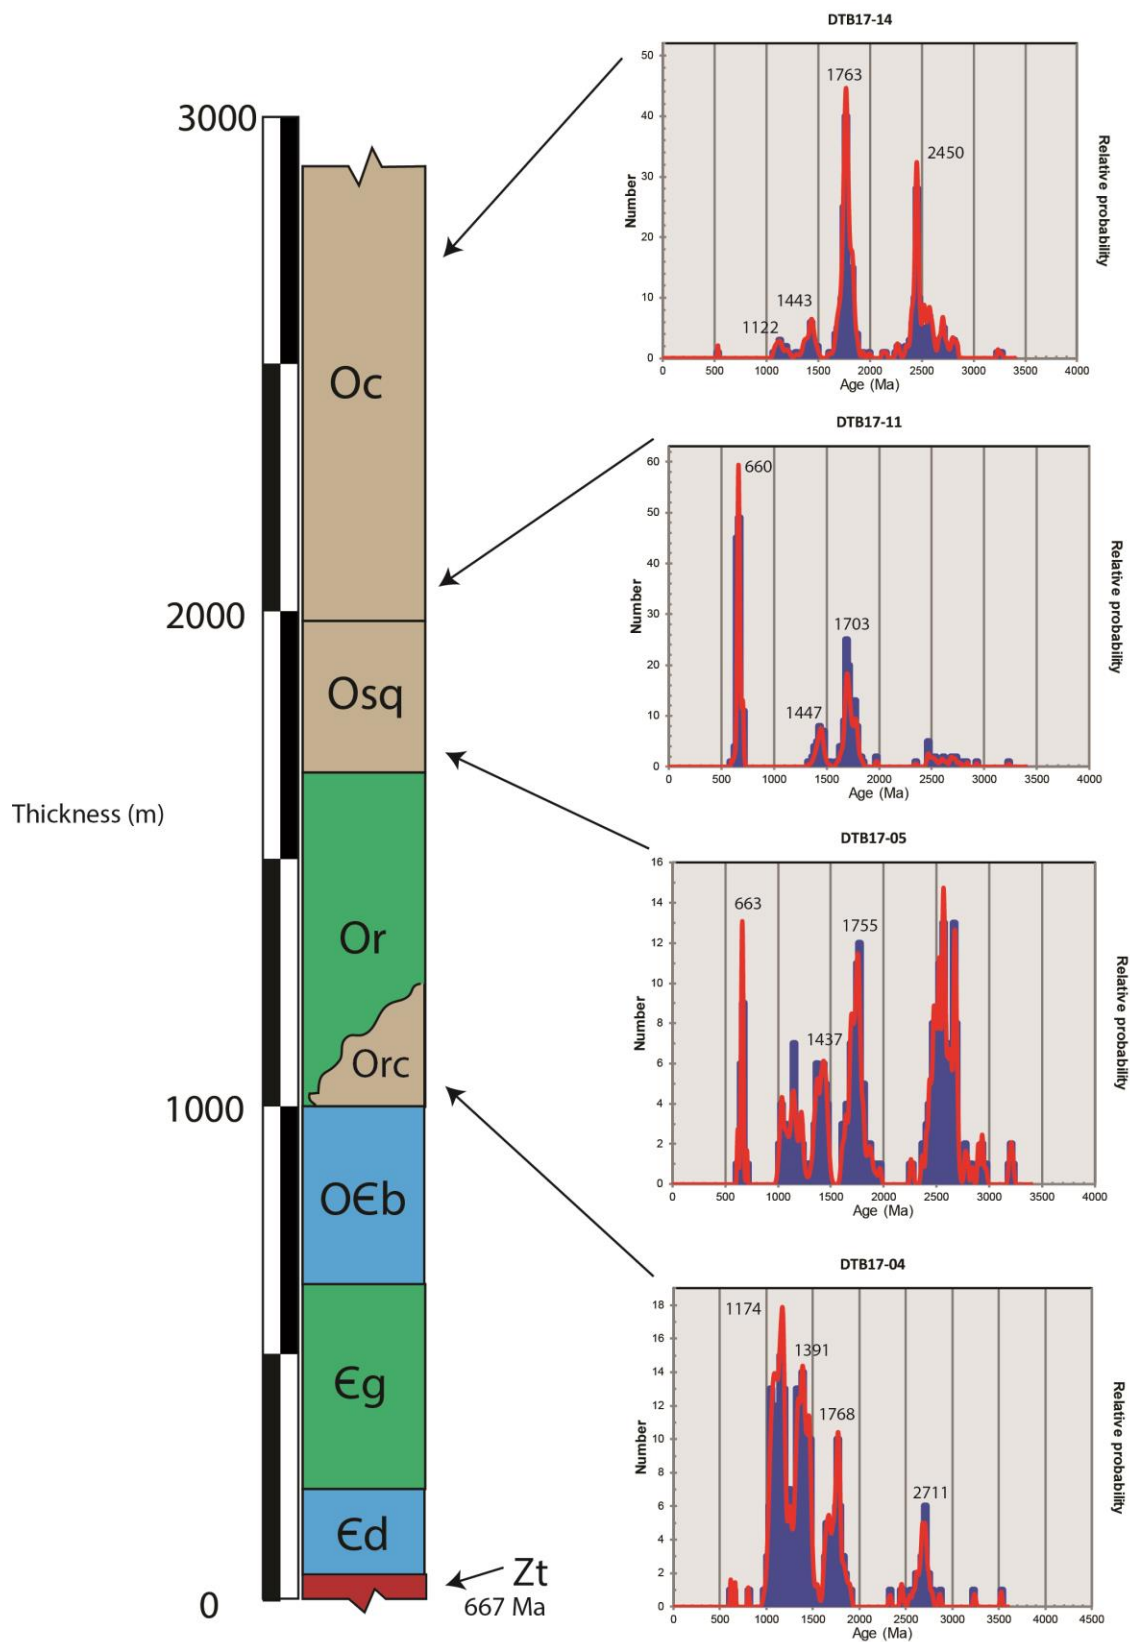 3000
2000
Thickness (m)
1000
0
Oc
Osq
Or
Orc
OЄb
Єg
Єd
Zt
667 Ma
DTB17-14
Number
50
40
30
20
10
0
1763
2450
1443
1122
0 500 1000 1500 2000 2500 3000 3500 4000
Age (Ma)
Relative probability
DTB17-11
Number
60
50
40
30
20
10
0
660
1703
1447
0 500 1000 1500 2000 2500 3000 3500 4000
Age (Ma)
Relative probability
DTB17-05
Number
16
14
12
10
8
6
4
2
0
663
1755
1437
0 500 1000 1500 2000 2500 3000 3500 4000
Age (Ma)
Relative probability
DTB17-04
Number
18
16
14
12
10
8
6
4
2
0
1174
1391
1768
2711
0 500 1000 1500 2000 2500 3000 3500 4000 4500
Age (Ma)
Relative probability